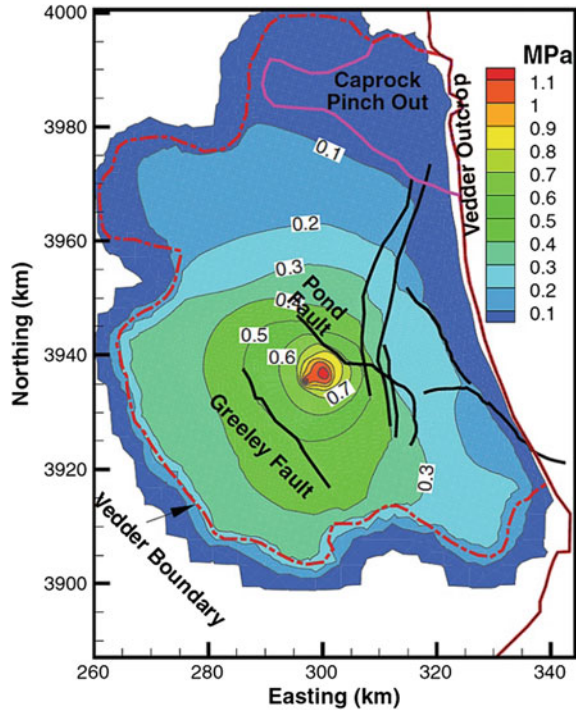 4000
3980
3960
3940
3920
3900
Northing (km)
260
280
300
320
340
Easting (km)
MPa
1.1
1
0.9
0.8
0.7
0.6
0.5
0.4
0.3
0.2
0.1
Caprock
Pinch Out
Vedder Outcrop
0.1
0.2
0.3
Pond
Fault
0.5
0.6
0.7
Greeley Fault
0.3
Vedder Boundary